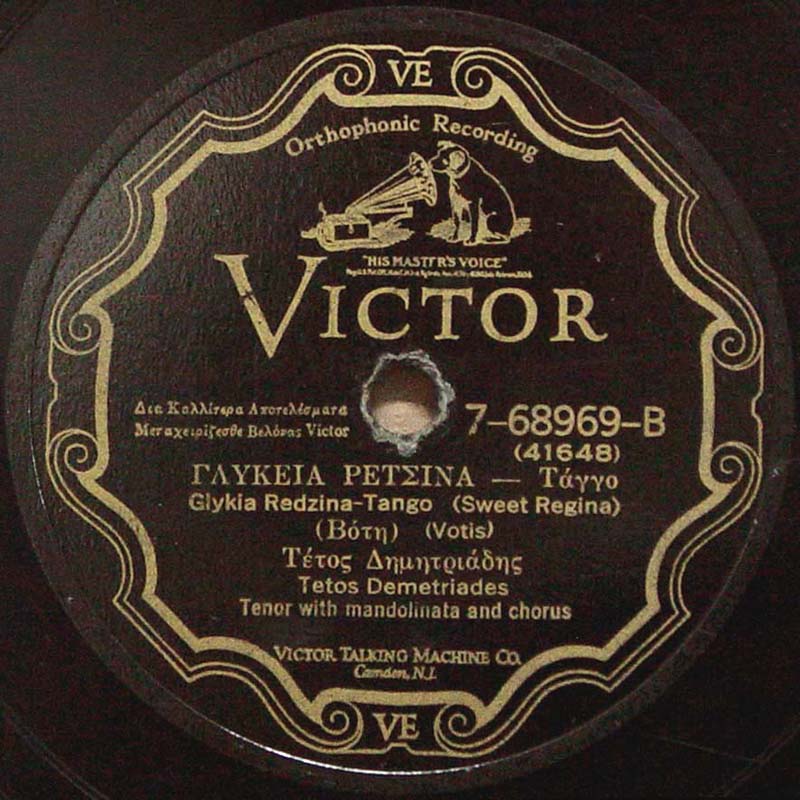 VE
Orthophonic Recording
"HIS MASTER'S VOICE"
VICTOR
Δια Καλλίτερα Αποτελέσματα
Μεταχειρίζεσθε Βελόνας Victor
7-68969-B
(41648)
ΓΛΥΚΕΙΑ ΡΕΤΣΙΝΑ — Τάγγο
Glykia Redzina-Tango (Sweet Regina)
(Βότη) (Votis)
Τέτος Δημητριάδης
Tetos Demetriades
Tenor with mandolinata and chorus
VICTOR TALKING MACHINE CO.
Camden, N.J.
VE